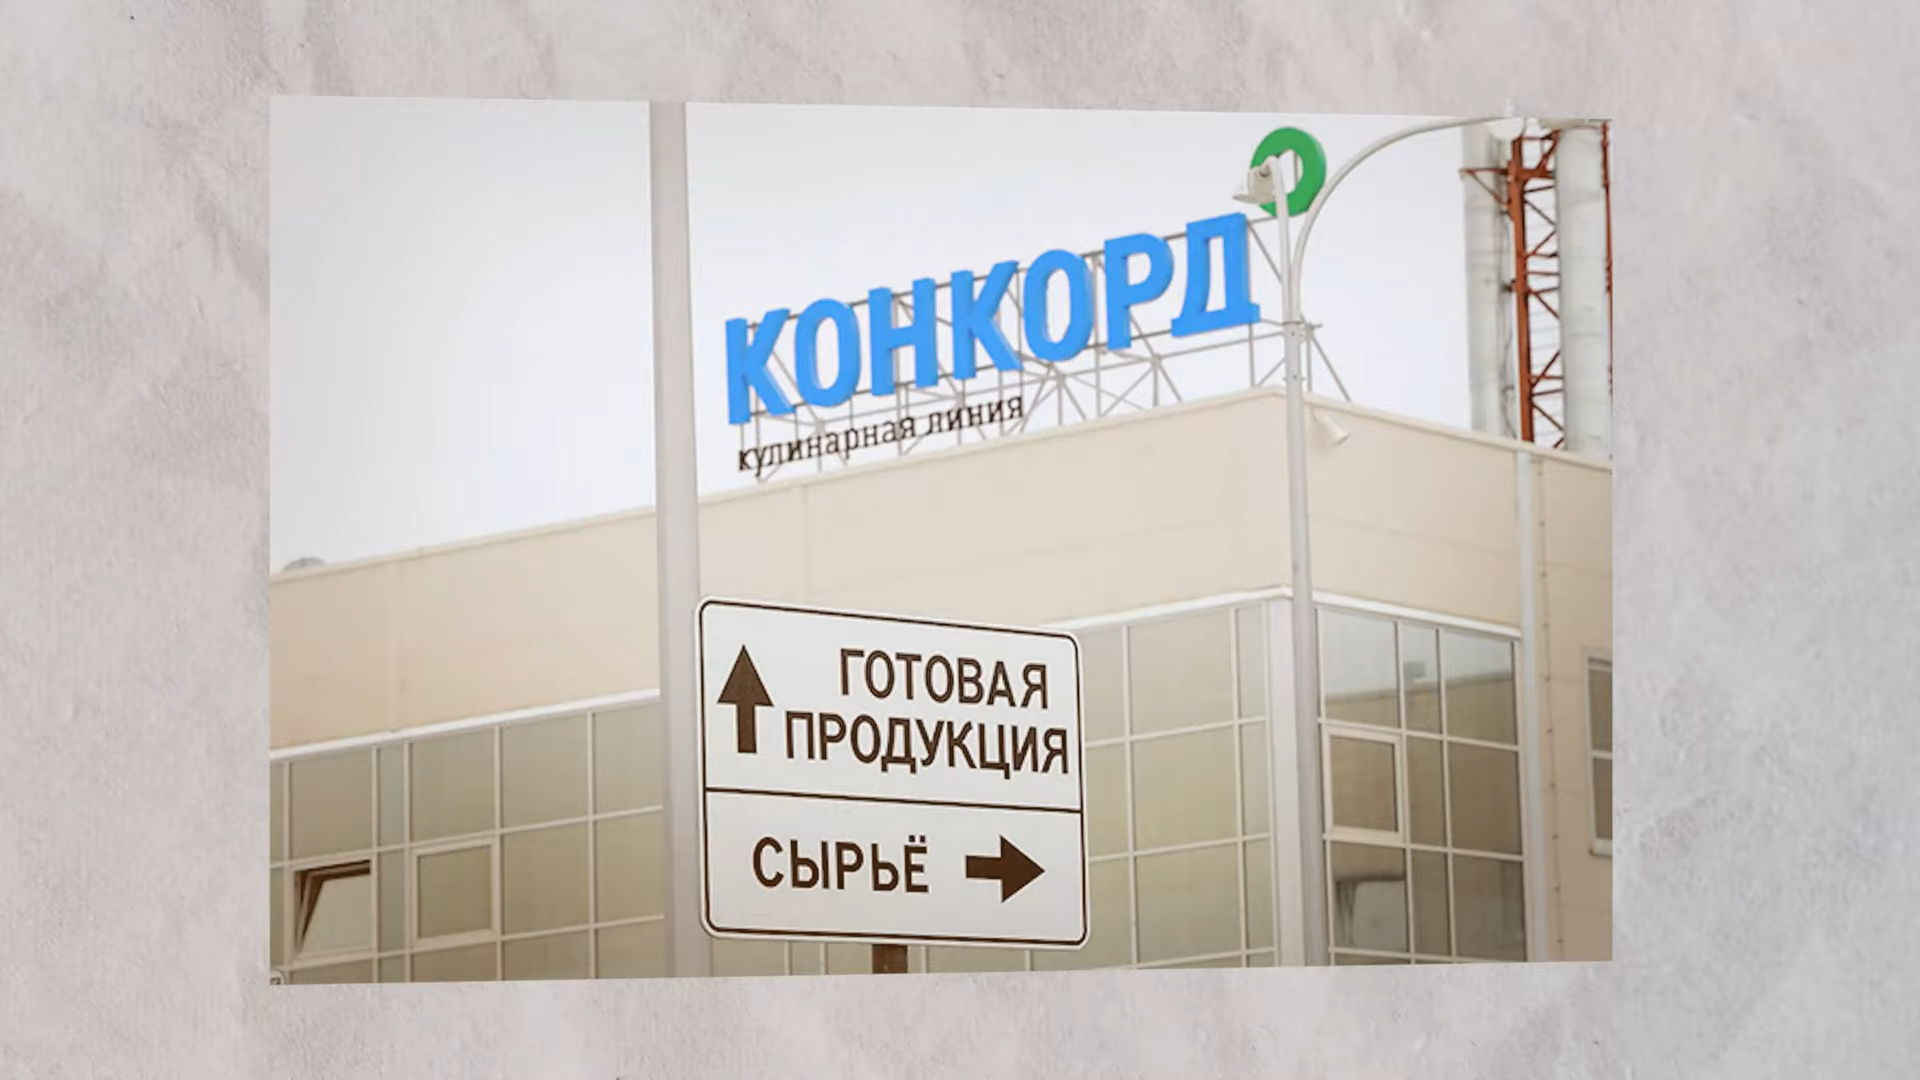 КОНКОРД
кулинарная линия
ГОТОВАЯ
ПРОДУКЦИЯ
СЫРЬЁ